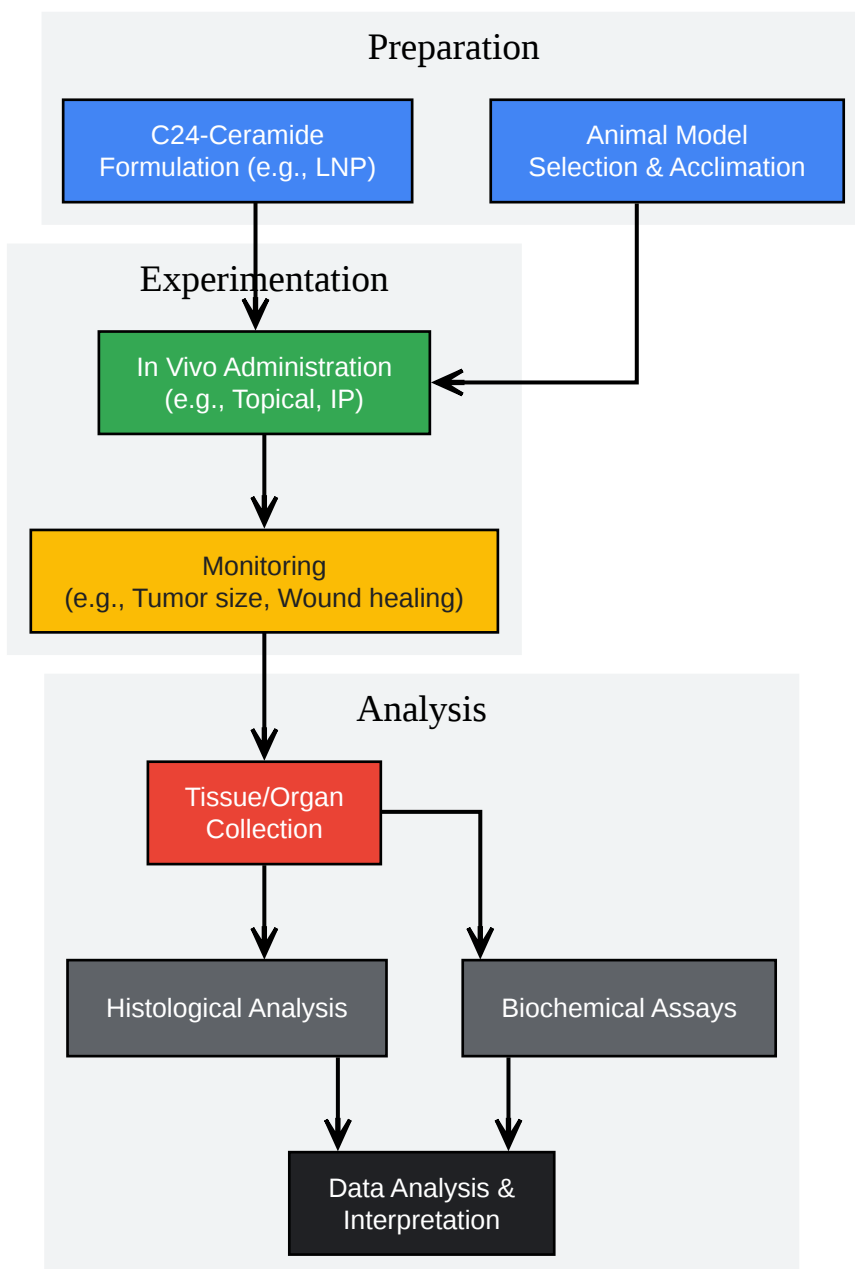 Preparation
C24-Ceramide
Formulation (e.g., LNP)
Animal Model
Selection & Acclimation
Experimentation
In Vivo Administration
(e.g., Topical, IP)
Monitoring
(e.g., Tumor size, Wound healing)
Analysis
Tissue/Organ
Collection
Histological Analysis
Biochemical Assays
Data Analysis &
Interpretation